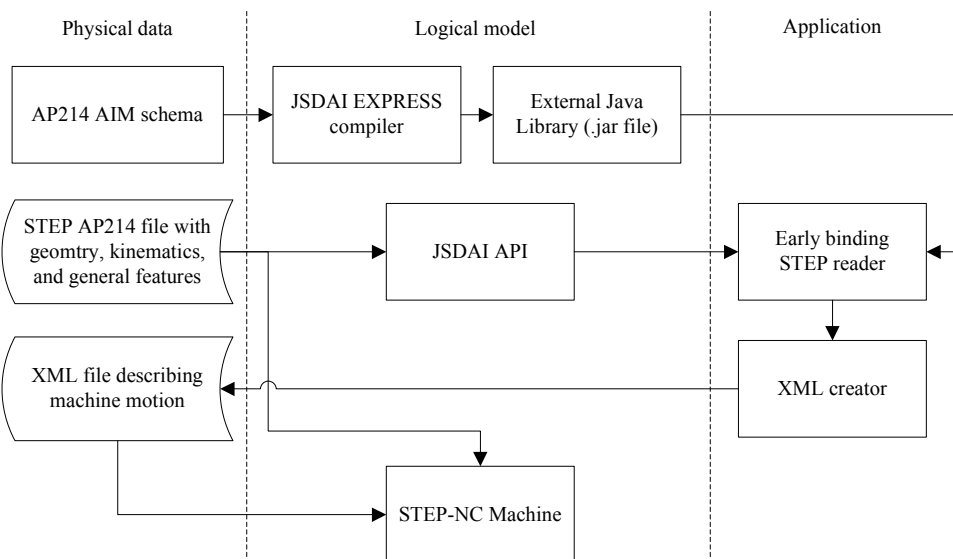 Physical data
Logical model
Application
AP214 AIM schema
JSDAI EXPRESS
compiler
External Java
Library (.jar file)
STEP AP214 file with
geomtry, kinematics,
and general features
JSDAI API
Early binding
STEP reader
XML file describing
machine motion
XML creator
STEP-NC Machine